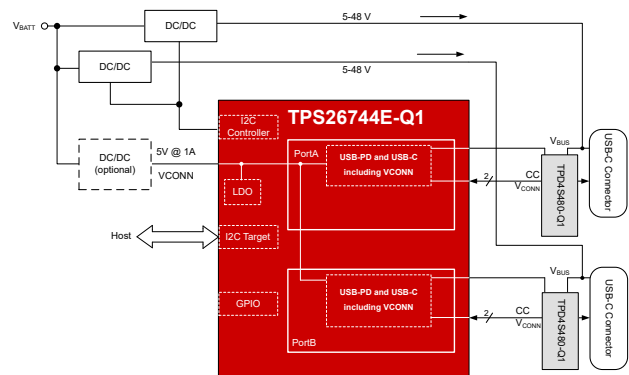 VBATT
DC/DC
5-48 V
DC/DC
5-48 V
TPS26744E-Q1
I2C
Controller
DC/DC
(optional)
5V @ 1A
VCONN
LDO
PortA
USB-PD and USB-C
including VCONN
VBUS
2
CC
VCONN
TPD4S480-Q1
USB-C Connector
Host
I2C Target
GPIO
PortB
USB-PD and USB-C
including VCONN
VBUS
2
CC
VCONN
TPD4S480-Q1
USB-C Connector